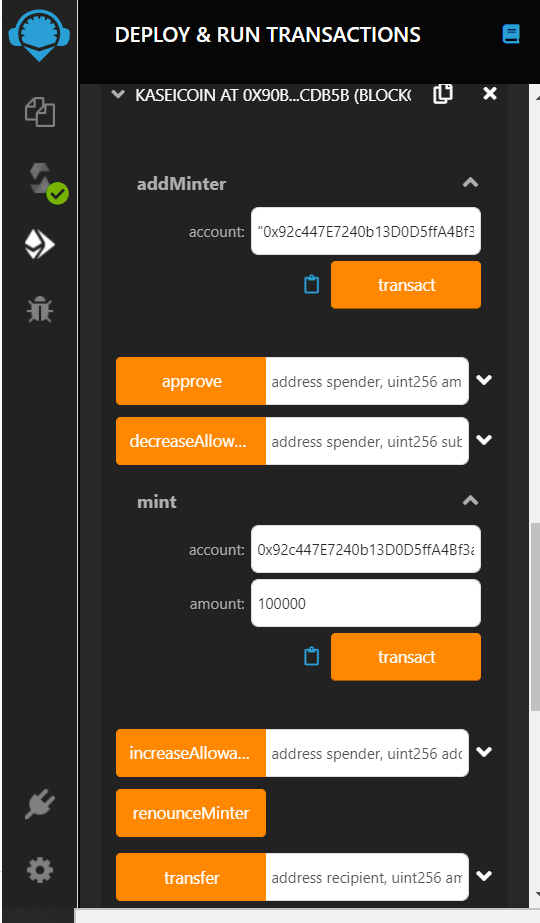 DEPLOY & RUN TRANSACTIONS
KASEICOIN AT 0X90B...CDB5B (BLOCKC
addMinter
account: "0x92c447E7240b13D0D5ffA4Bf3
transact
approve address spender, uint256 am
decreaseAllow... address spender, uint256 sub
mint
account: 0x92c447E7240b13D0D5ffA4Bf3a
amount: 100000
transact
increaseAllowa... address spender, uint256 add
renounceMinter
transfer address recipient, uint256 am